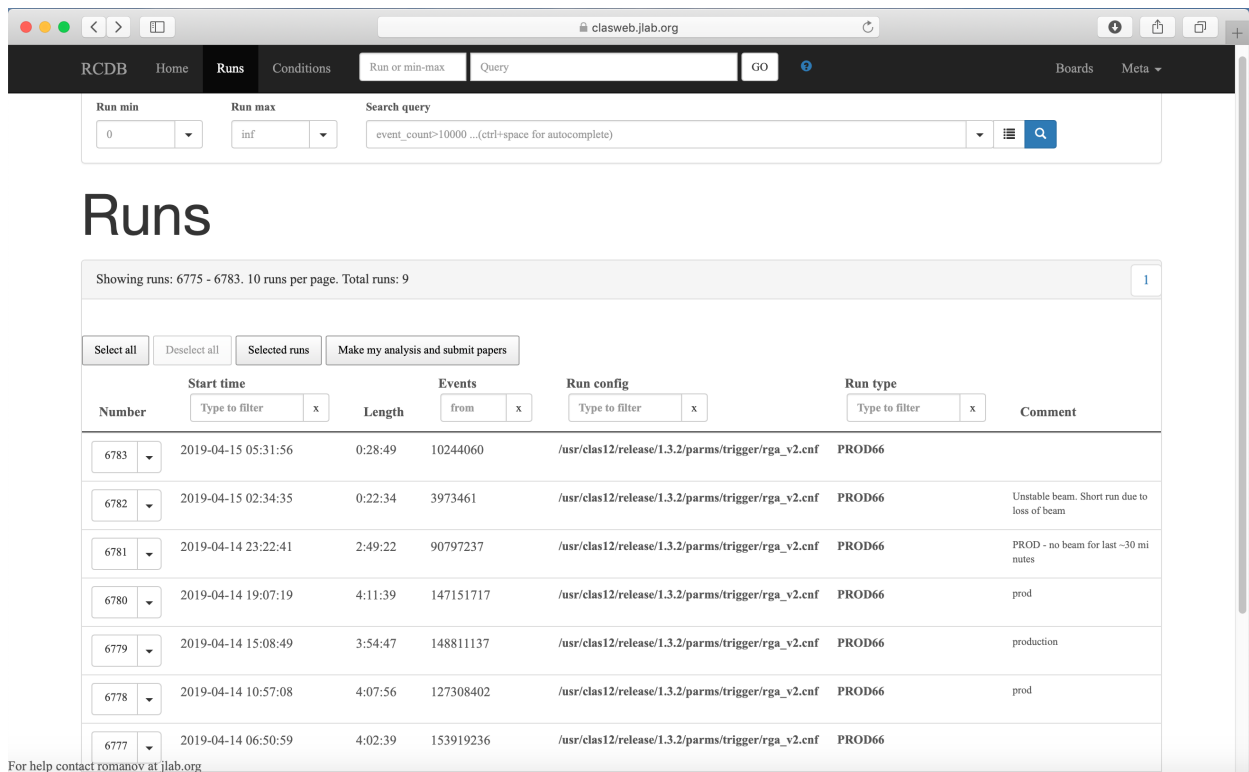 clasweb.jlab.org
RCDB Home Runs Conditions Run or min-max Query GO Boards Meta
Run min Run max Search query
0 inf event_count>10000 ...(ctrl+space for autocomplete)
Runs
Showing runs: 6775 - 6783. 10 runs per page. Total runs: 9 1
Select all Deselect all Selected runs Make my analysis and submit papers
Start time Events Run config Run type
Number Type to filter x Length from x Type to filter x Type to filter x Comment
6783 2019-04-15 05:31:56 0:28:49 10244060 /usr/clas12/release/1.3.2/parms/trigger/rga_v2.cnf PROD66
6782 2019-04-15 02:34:35 0:22:34 3973461 /usr/clas12/release/1.3.2/parms/trigger/rga_v2.cnf PROD66 Unstable beam. Short run due to
loss of beam
6781 2019-04-14 23:22:41 2:49:22 90797237 /usr/clas12/release/1.3.2/parms/trigger/rga_v2.cnf PROD66 PROD - no beam for last ~30 mi
nutes
6780 2019-04-14 19:07:19 4:11:39 147151717 /usr/clas12/release/1.3.2/parms/trigger/rga_v2.cnf PROD66 prod
6779 2019-04-14 15:08:49 3:54:47 148811137 /usr/clas12/release/1.3.2/parms/trigger/rga_v2.cnf PROD66 production
6778 2019-04-14 10:57:08 4:07:56 127308402 /usr/clas12/release/1.3.2/parms/trigger/rga_v2.cnf PROD66 prod
6777 2019-04-14 06:50:59 4:02:39 153919236 /usr/clas12/release/1.3.2/parms/trigger/rga_v2.cnf PROD66
For help contact romanov at jlab.org